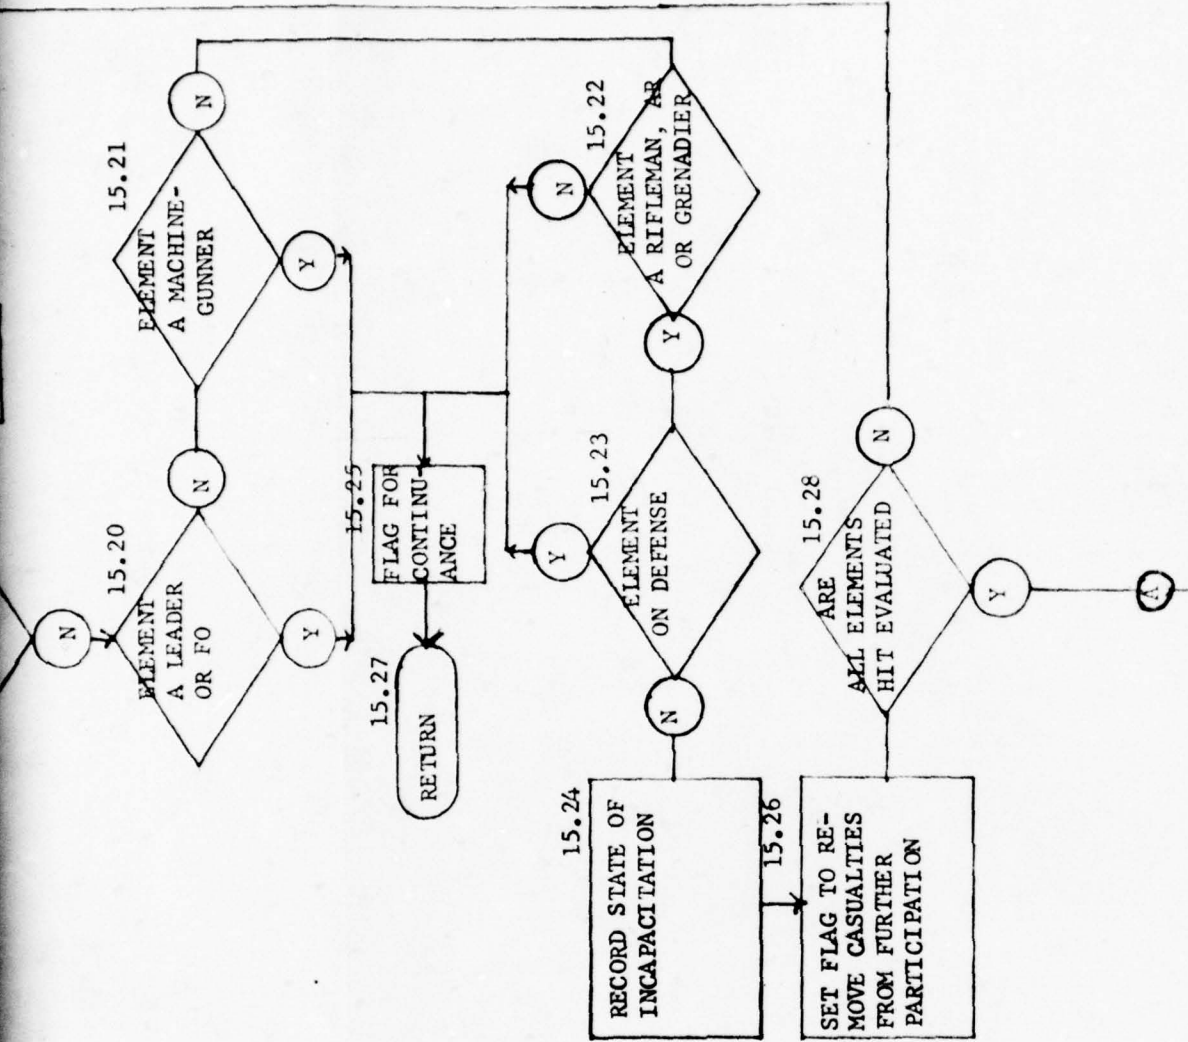 N
15.20
ELEMENT
A LEADER
OR FO
N
Y
15.21
ELEMENT
A MACHINE-
GUNNER
N
Y
15.25
FLAG FOR
CONTINU-
ANCE
15.27
RETURN
15.22
ELEMENT
A RIFLEMAN, AR
OR GRENADIER
N
Y
15.23
ELEMENT
ON DEFENSE
Y
N
15.24
RECORD STATE OF
INCAPACITATION
15.26
SET FLAG TO RE-
MOVE CASUALTIES
FROM FURTHER
PARTICIPATION
15.28
ARE
ALL ELEMENTS
HIT EVALUATED
N
Y
A